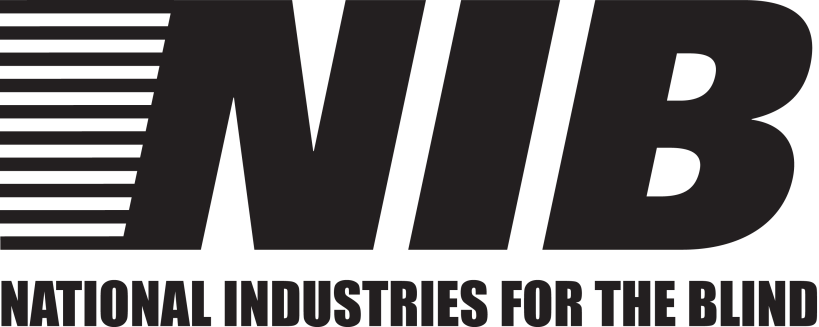 NIB
NATIONAL INDUSTRIES FOR THE BLIND